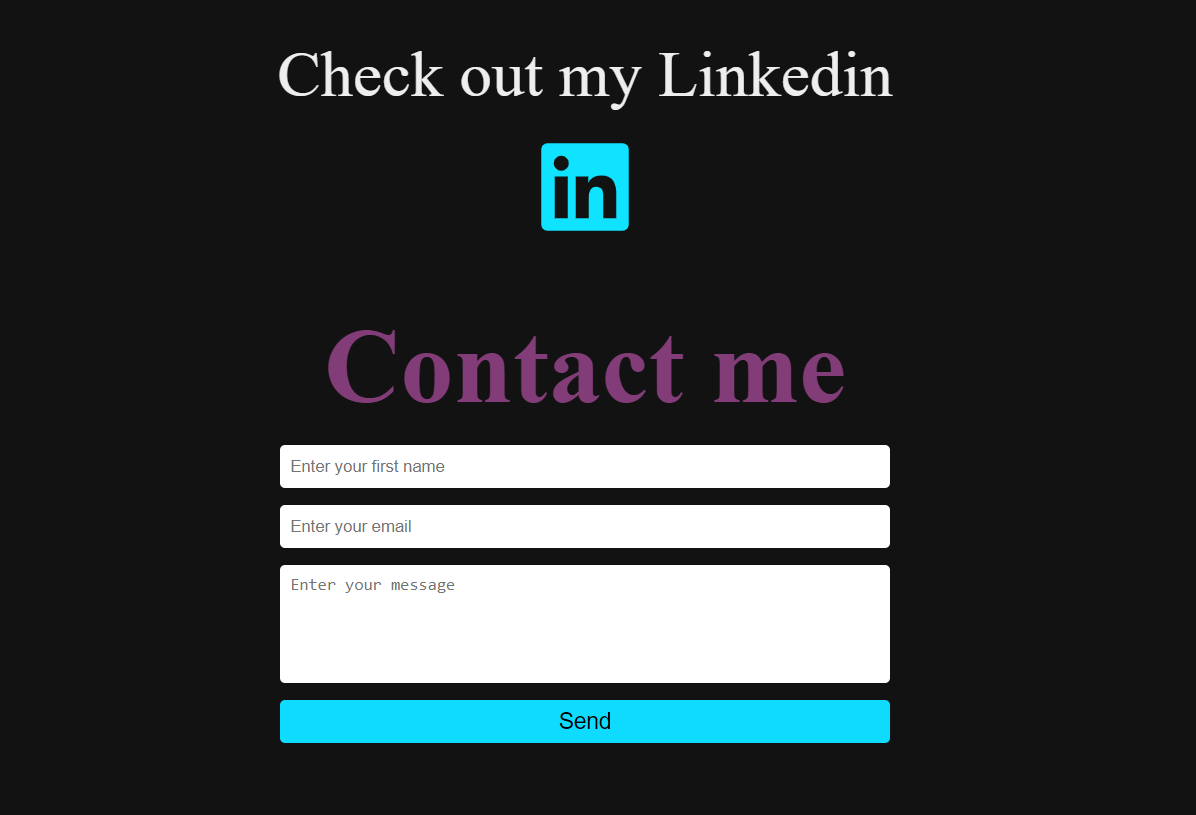 Check out my Linkedin
in
Contact me
Enter your first name
Enter your email
Enter your message
Send